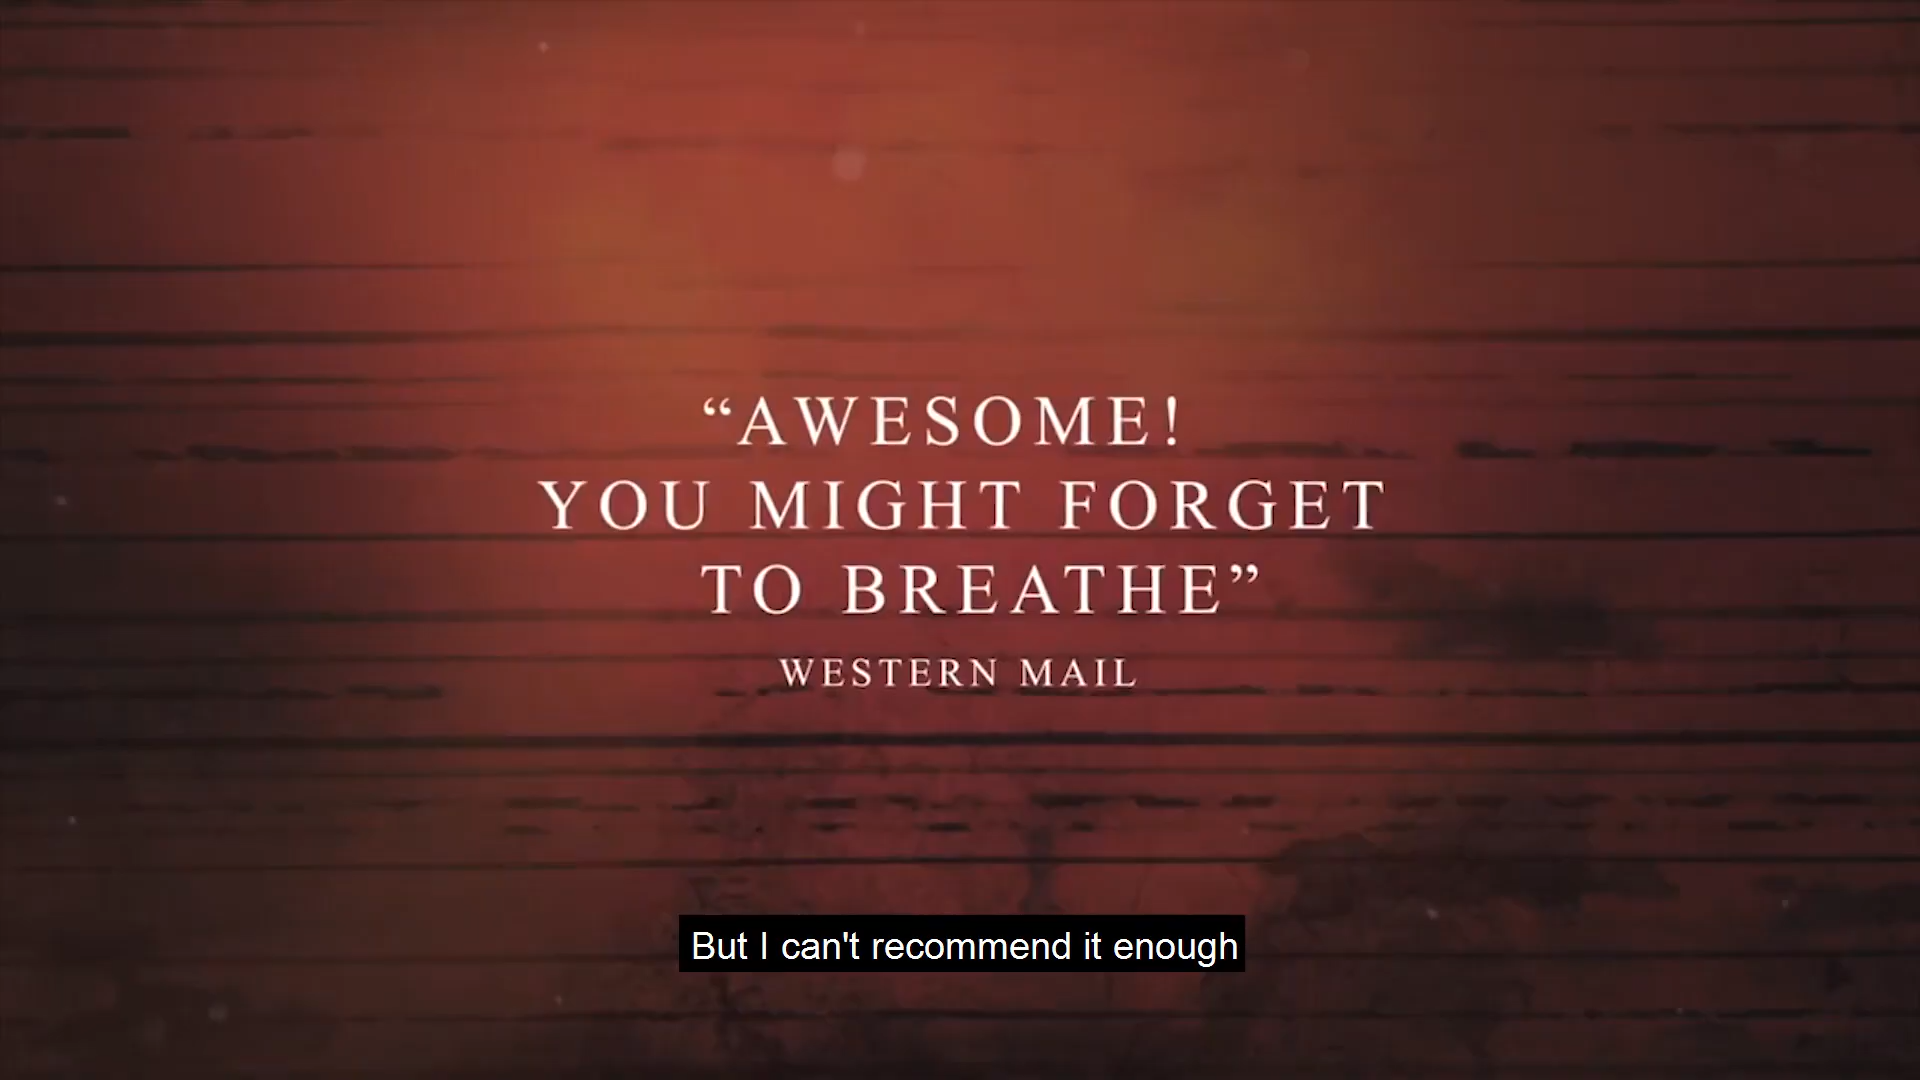 “AWESOME!
YOU MIGHT FORGET
TO BREATHE”
WESTERN MAIL
But I can't recommend it enough